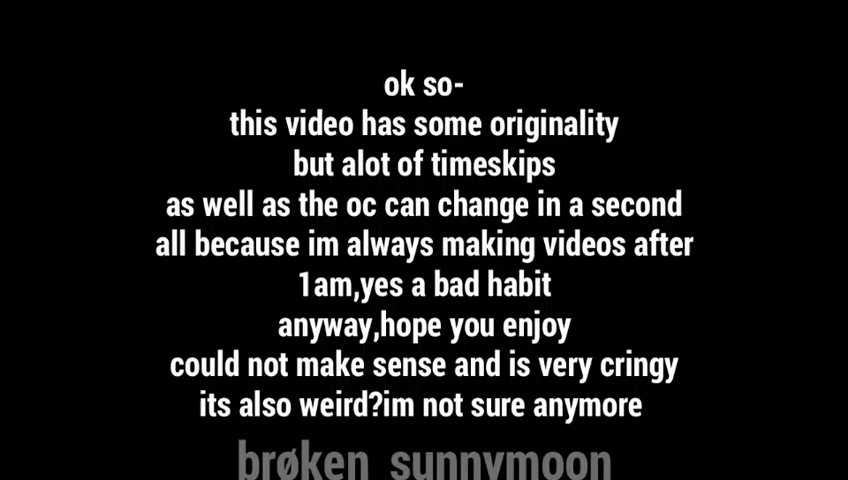 ok so-
this video has some originality
but alot of timeskips
as well as the oc can change in a second
all because im always making videos after
1am,yes a bad habit
anyway,hope you enjoy
could not make sense and is very cringy
its also weird?im not sure anymore
brøken_sunnymoon